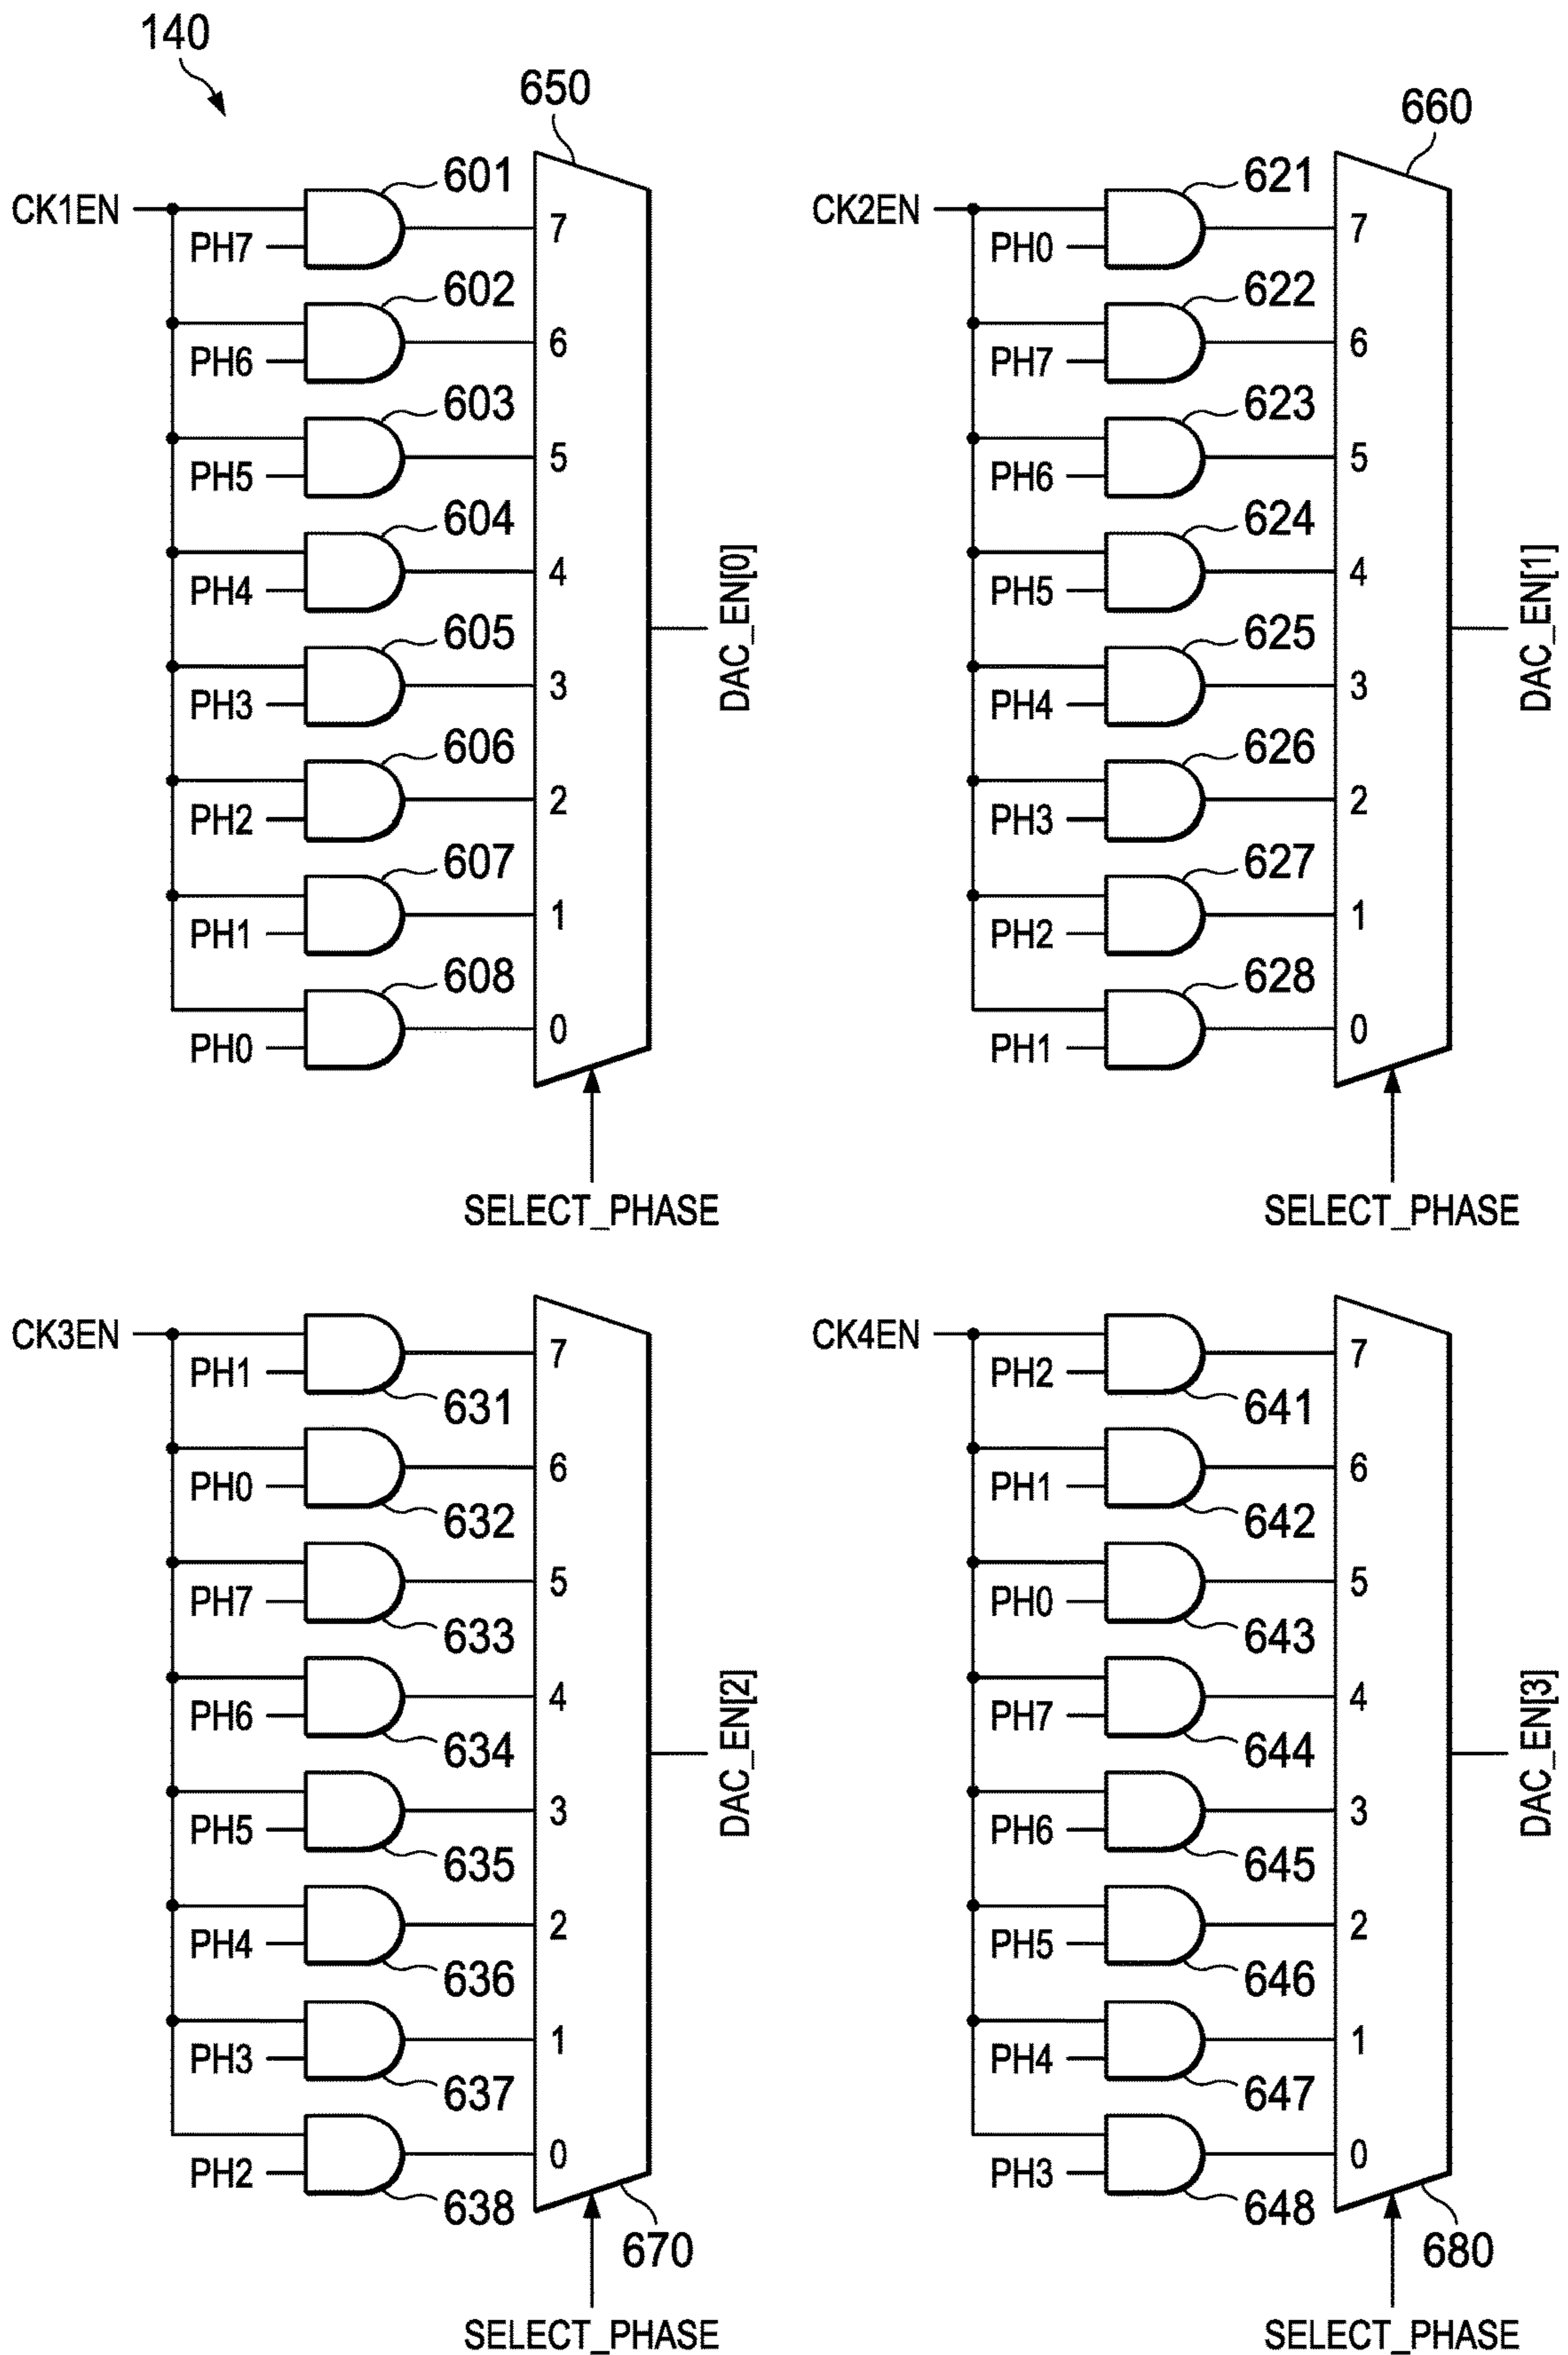 140
650
CK1EN
601
PH7
7
602
PH6
6
603
PH5
5
604
PH4
4
605
PH3
3
606
PH2
2
607
PH1
1
608
PH0
0
DAC_EN[0]
SELECT_PHASE
660
CK2EN
621
PH0
7
622
PH7
6
623
PH6
5
624
PH5
4
625
PH4
3
626
PH3
2
627
PH2
1
628
PH1
0
DAC_EN[1]
SELECT_PHASE
CK3EN
PH1
7
631
PH0
6
632
PH7
5
633
PH6
4
634
PH5
3
635
PH4
2
636
PH3
1
637
PH2
0
638
DAC_EN[2]
670
SELECT_PHASE
CK4EN
PH2
7
641
PH1
6
642
PH0
5
643
PH7
4
644
PH6
3
645
PH5
2
646
PH4
1
647
PH3
0
648
DAC_EN[3]
680
SELECT_PHASE